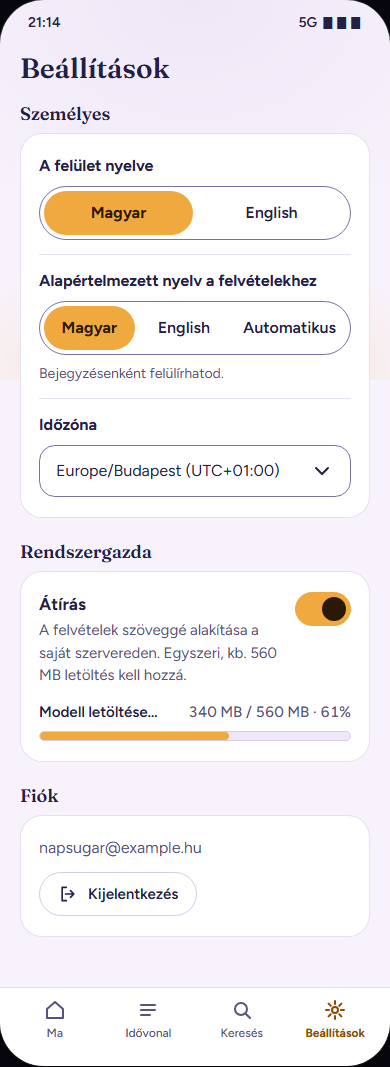 21:14
5G
Beállítások
Személyes
A felület nyelve
Magyar
English
Alapértelmezett nyelv a felvételekhez
Magyar
English
Automatikus
Bejegyzésenként felülírhatod.
Időzóna
Europe/Budapest (UTC+01:00)
Rendszergazda
Átírás
A felvételek szöveggé alakítása a
saját szervereden. Egyszeri, kb. 560
MB letöltés kell hozzá.
Modell letöltése…
340 MB / 560 MB · 61%
Fiók
napsugar@example.hu
Kijelentkezés
Ma
Idővonal
Keresés
Beállítások